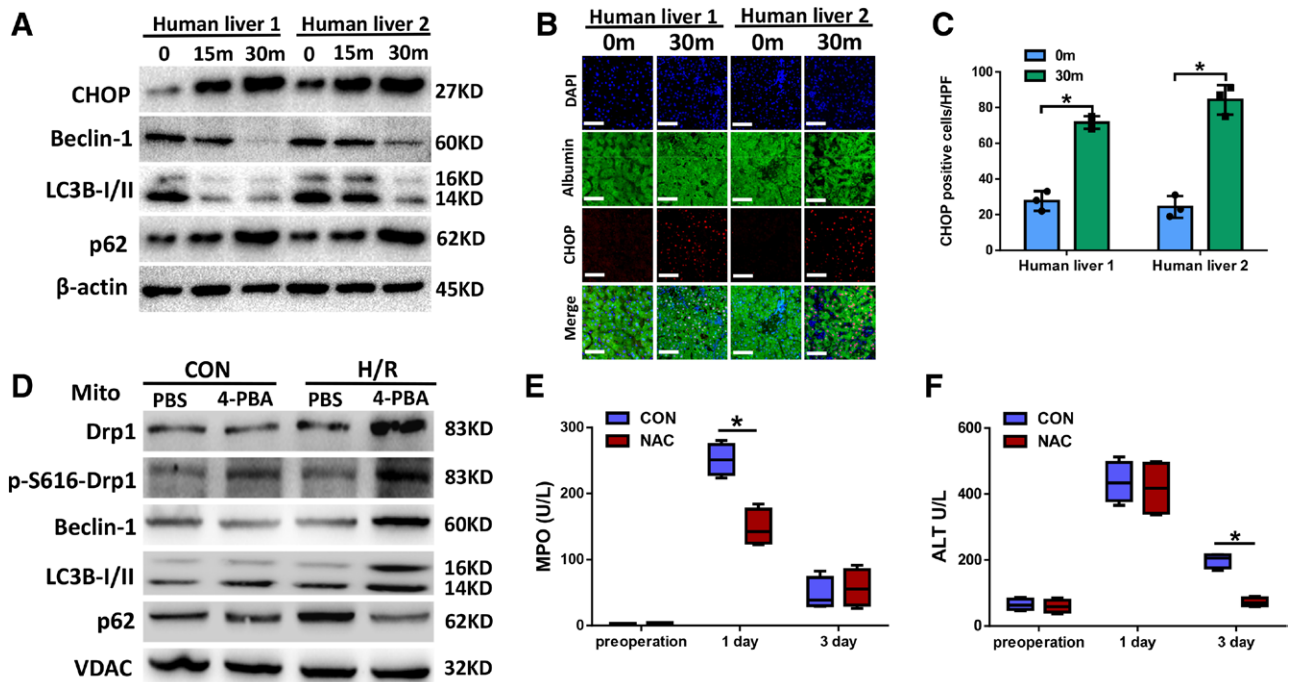 A
Human liver 1 Human liver 2
0 15m 30m 0 15m 30m
CHOP 27KD
Beclin-1 60KD
LC3B-I/II 16KD
14KD
p62 62KD
β-actin 45KD
B
Human liver 1 Human liver 2
0m 30m 0m 30m
DAPI
Albumin
CHOP
Merge
C
0m
30m
CHOP positive cells/HPF
100
80
60
40
20
0
* *
Human liver 1 Human liver 2
D
CON H/R
Mito PBS 4-PBA PBS 4-PBA
Drp1 83KD
p-S616-Drp1 83KD
Beclin-1 60KD
LC3B-I/II 16KD
14KD
p62 62KD
VDAC 32KD
E
CON
NAC
MPO (U/L)
300
200
100
0
*
preoperation 1 day 3 day
F
CON
NAC
ALT U/L
600
400
200
0
*
preoperation 1 day 3 day